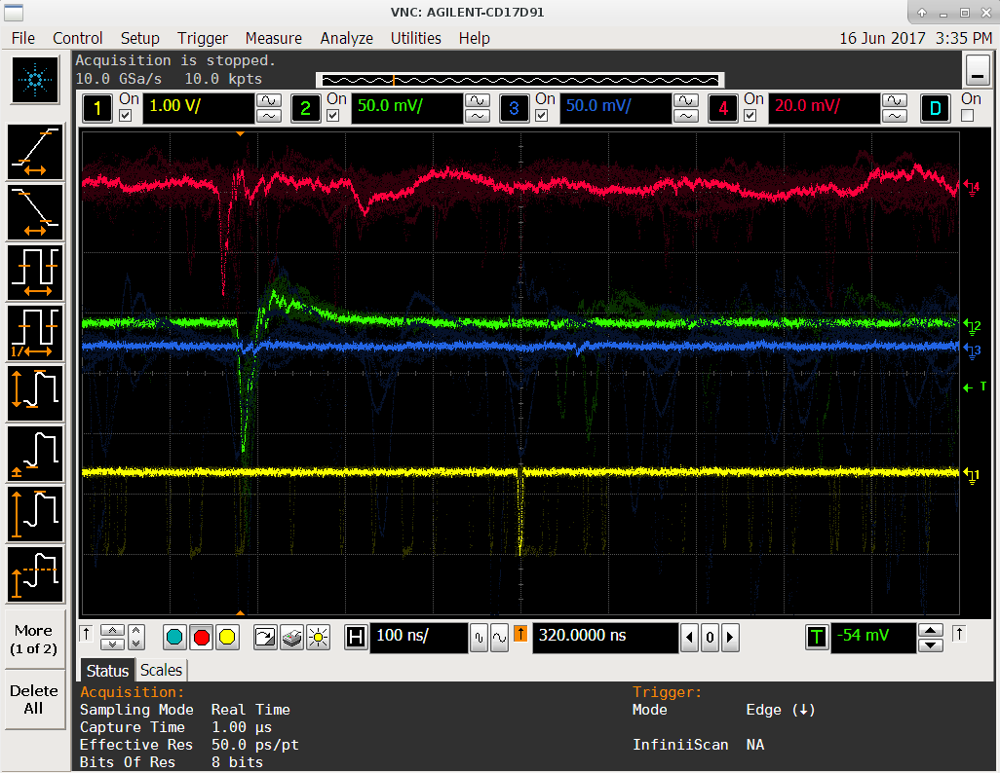 VNC: AGILENT-CD17D91
File Control Setup Trigger Measure Analyze Utilities Help 16 Jun 2017 3:35 PM
Acquisition is stopped.
10.0 GSa/s 10.0 kpts
1 On 1.00 V/ 2 On 50.0 mV/ 3 On 50.0 mV/ 4 On 20.0 mV/ D On
4
2
3
T
1
1/
More
(1 of 2)
Delete
All
H 100 ns/ 320.0000 ns 0 T -54 mV
Status Scales
Acquisition: Trigger:
Sampling Mode Real Time Mode Edge (↓)
Capture Time 1.00 µs
Effective Res 50.0 ps/pt InfiniiScan NA
Bits Of Res 8 bits